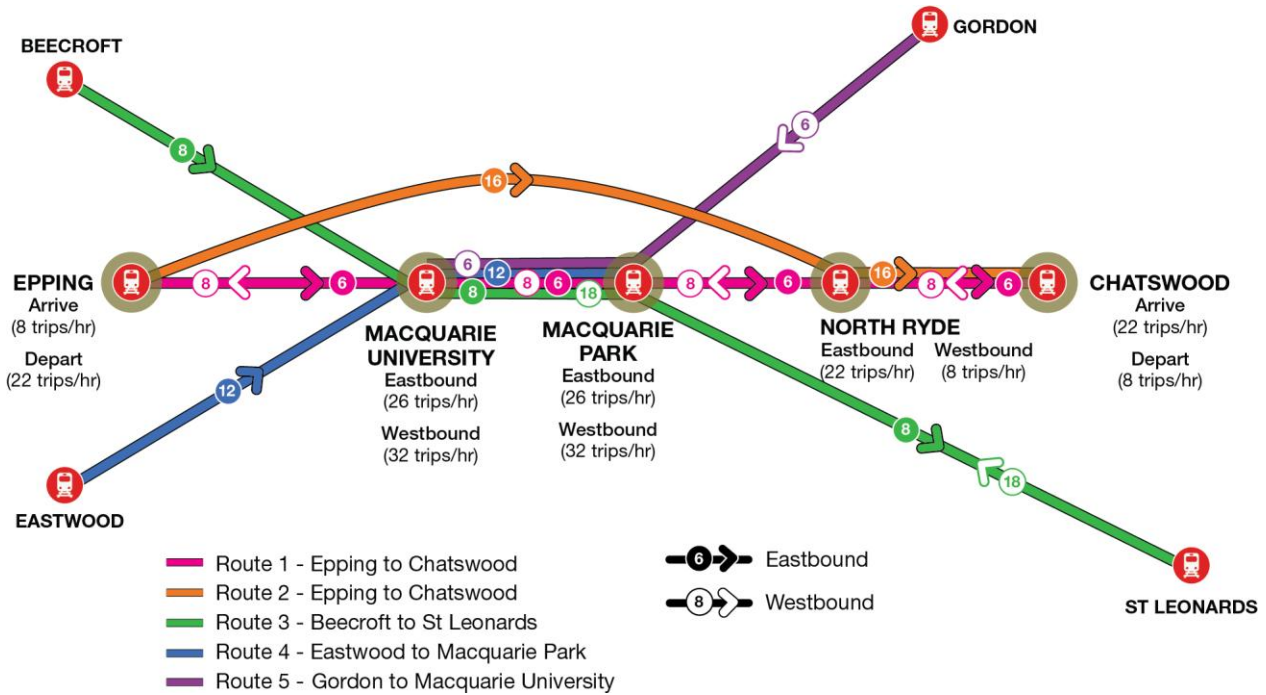 BEECROFT
GORDON
6
8
16
EPPING
Arrive
(8 trips/hr)
Depart
(22 trips/hr)
8
6
6
12
8
6
8
18
8
6
16
8
6
CHATSWOOD
Arrive
(22 trips/hr)
Depart
(8 trips/hr)
MACQUARIE
UNIVERSITY
Eastbound
(26 trips/hr)
Westbound
(32 trips/hr)
MACQUARIE
PARK
Eastbound
(26 trips/hr)
Westbound
(32 trips/hr)
NORTH RYDE
Eastbound
(22 trips/hr)
Westbound
(8 trips/hr)
12
8
18
EASTWOOD
ST LEONARDS
Route 1 - Epping to Chatswood
Route 2 - Epping to Chatswood
Route 3 - Beecroft to St Leonards
Route 4 - Eastwood to Macquarie Park
Route 5 - Gordon to Macquarie University
6 Eastbound
8 Westbound